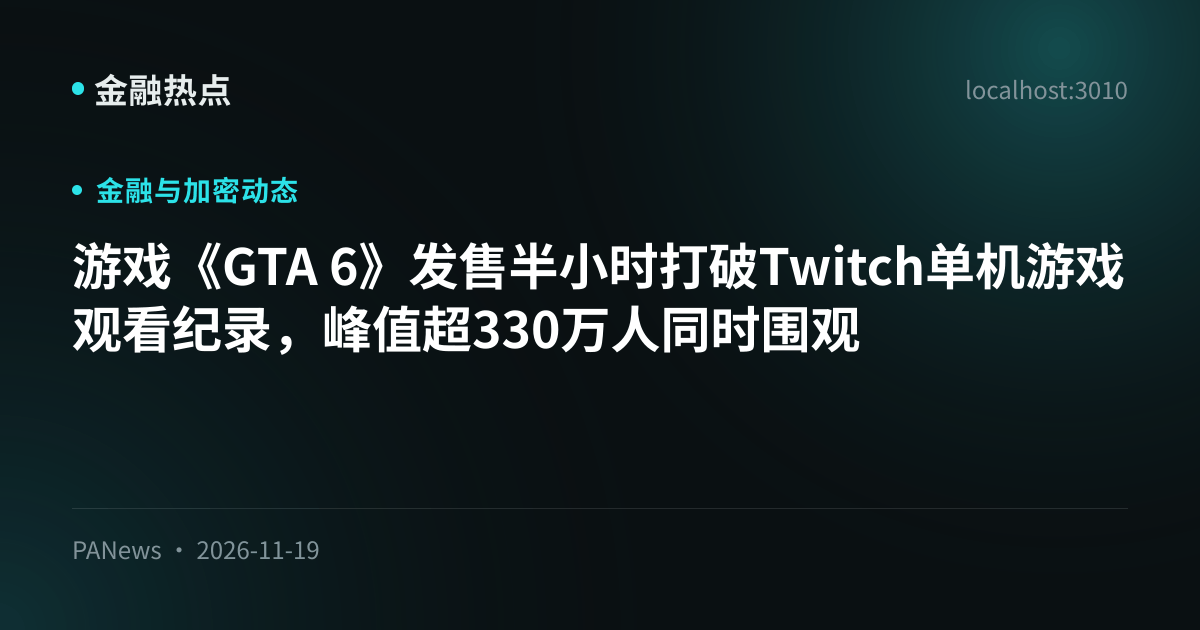 金融热点
localhost:3010
金融与加密动态
游戏《GTA 6》发售半小时打破Twitch单机游戏
观看纪录，峰值超330万人同时围观
PANews • 2026-11-19